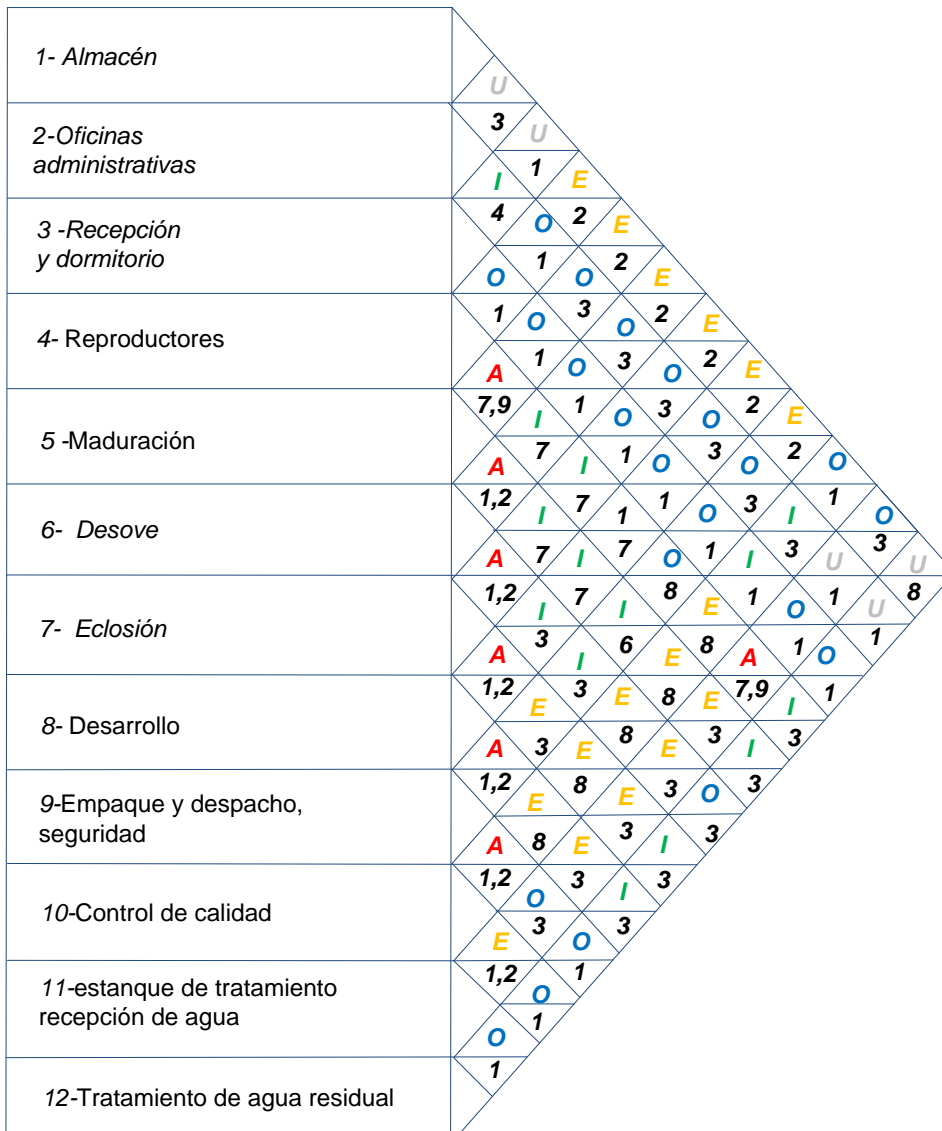 1- Almacén
U
3 U
2-Oficinas
administrativas
I 1 E
4 O 2 E
3 -Recepción
y dormitorio
O 1 O 2 E
1 O 3 O 2 E
4- Reproductores
A 1 O 3 O 2 E
7,9 I 1 O 3 O 2 E
5 -Maduración
A 7 I 1 O 3 O 2 O
1,2 I 7 1 1 O 3 I 1 O
6- Desove
A 7 I 7 O 1 I 3 U 3 U
1,2 I 7 I 8 E 1 O 1 U 8
7- Eclosión
A 3 I 6 E 8 A 1 O 1
1,2 E 3 E 8 E 7,9 I 1
8- Desarrollo
A 3 E 8 E 3 I 3
1,2 E 8 E 3 O 3
9-Empaque y despacho,
seguridad
A 8 E 3 I 3
1,2 O 3 I 3
10-Control de calidad
E 3 O 3
1,2 O 1
11-estanque de tratamiento
recepción de agua
O 1
1
12-Tratamiento de agua residual